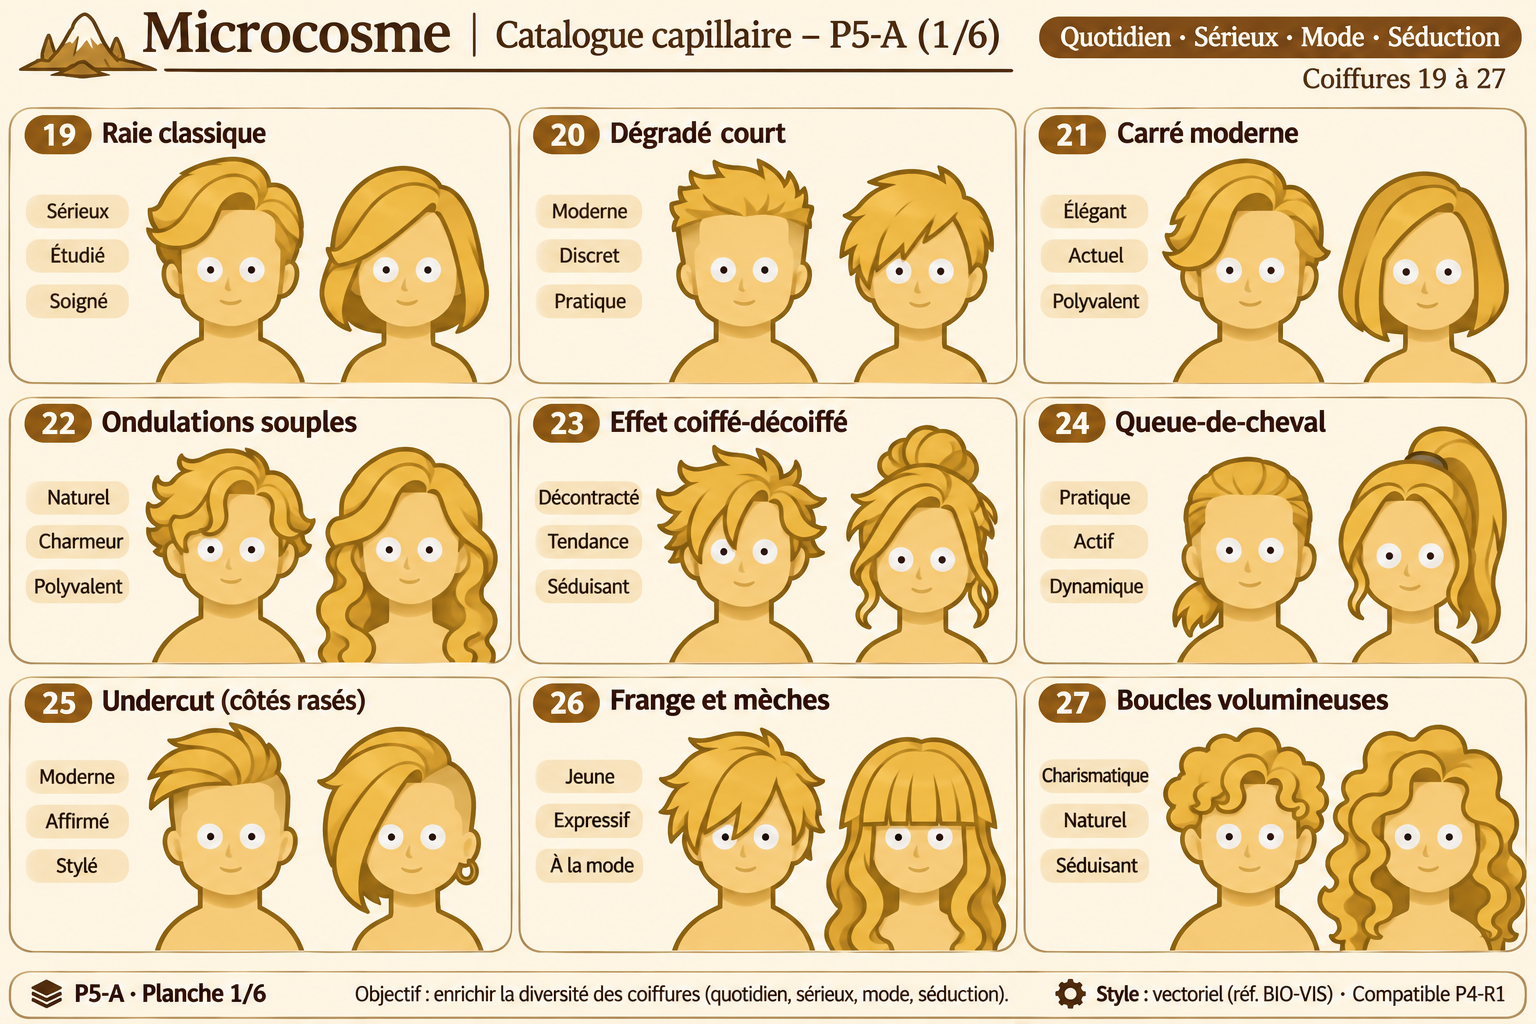 Microcosme
Catalogue capillaire – P5-A (1/6)
Quotidien · Sérieux · Mode · Séduction
Coiffures 19 à 27
19 Raie classique
Sérieux
Étudié
Soigné
20 Dégradé court
Moderne
Discret
Pratique
21 Carré moderne
Élégant
Actuel
Polyvalent
22 Ondulations souples
Naturel
Charmeur
Polyvalent
23 Effet coiffé-décoiffé
Décontracté
Tendance
Séduisant
24 Queue-de-cheval
Pratique
Actif
Dynamique
25 Undercut (côtés rasés)
Moderne
Affirmé
Stylé
26 Frange et mèches
Jeune
Expressif
À la mode
27 Boucles volumineuses
Charismatique
Naturel
Séduisant
P5-A · Planche 1/6
Objectif : enrichir la diversité des coiffures (quotidien, sérieux, mode, séduction).
Style : vectoriel (réf. BIO-VIS) · Compatible P4-R1